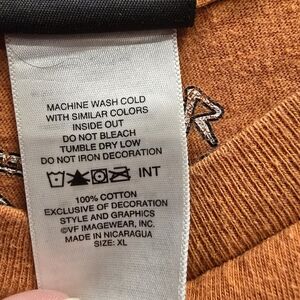 MACHINE WASH COLD
WITH SIMILAR COLORS
INSIDE OUT
DO NOT BLEACH
TUMBLE DRY LOW
DO NOT IRON DECORATION
INT
100% COTTON
EXCLUSIVE OF DECORATION
STYLE AND GRAPHICS
©VF IMAGEWEAR, INC.
MADE IN NICARAGUA
SIZE: XL
R